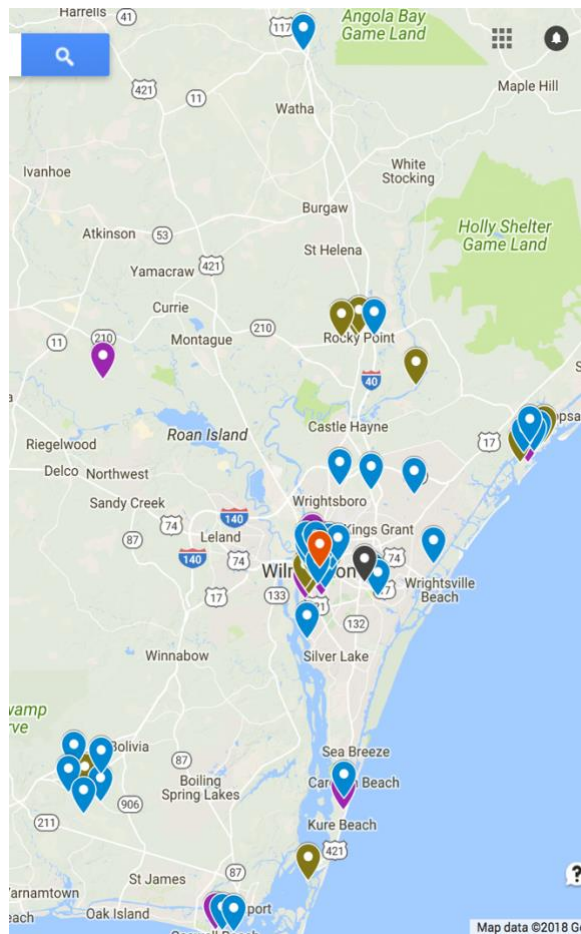 Harrells
41
Angola Bay
Game Land
117
421
11
Watha
Maple Hill
Ivanhoe
White
Stocking
Burgaw
Holly Shelter
Game Land
Atkinson
53
St Helena
421
Yamacraw
Currie
11
210
Montague
210
Rocky Point
40
Castle Hayne
17
Roan Island
Riegelwood
Delco
Northwest
Wrightsboro
Sandy Creek
140
74
Kings Grant
87
Leland
140
74
74
Wrightsville
Beach
17
133
132
Winnabow
Silver Lake
Sea Breeze
Bolivia
87
Boiling
Spring Lakes
Beach
906
211
Kure Beach
421
87
St James
Oak Island
?
Map data ©2018